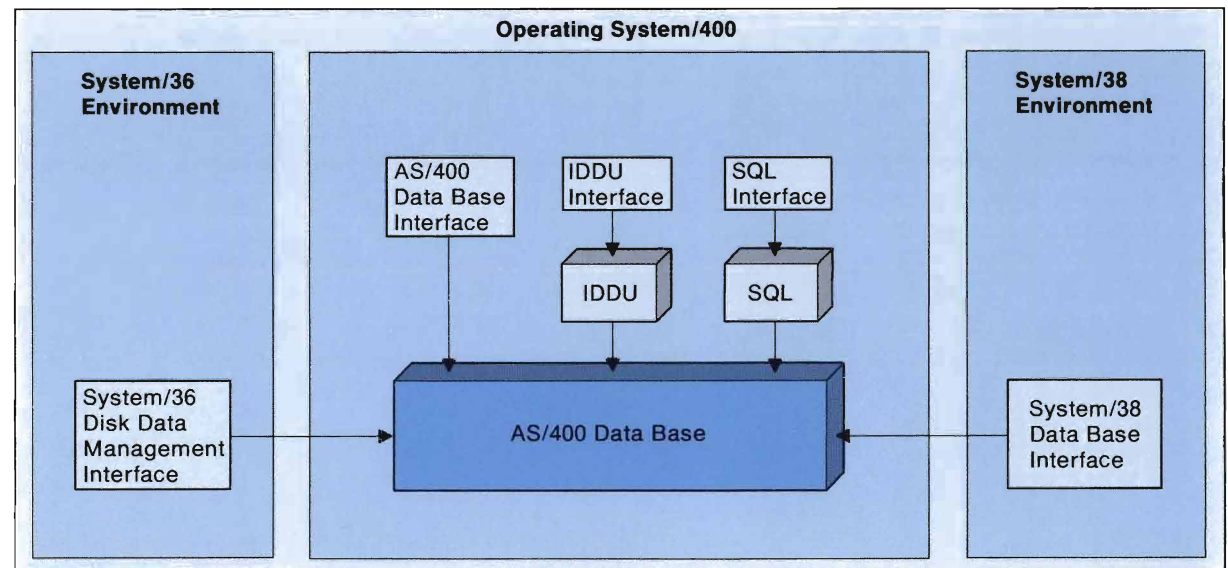 Operating System/400
System/36
Environment
System/38
Environment
AS/400
Data Base
Interface
IDDU
Interface
SQL
Interface
IDDU
SQL
System/36
Disk Data
Management
Interface
AS/400 Data Base
System/38
Data Base
Interface